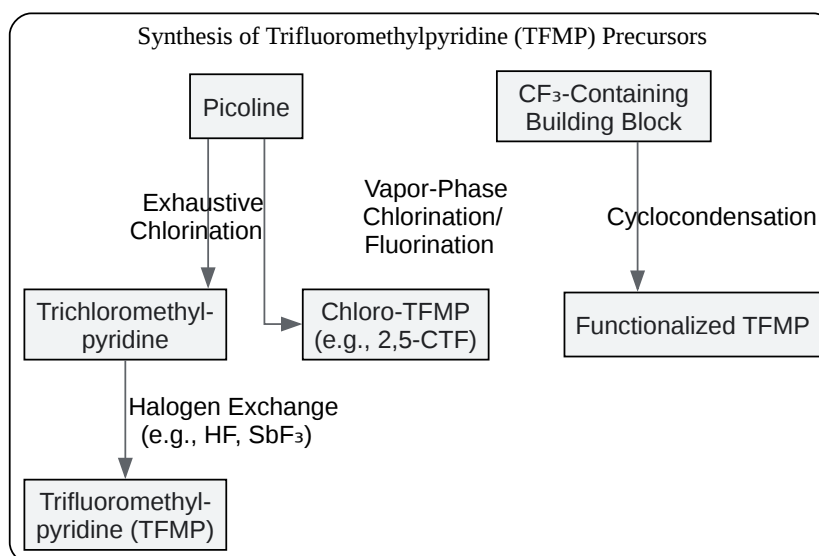 Synthesis of Trifluoromethylpyridine (TFMP) Precursors
Picoline
CF₃-Containing
Building Block
Exhaustive
Chlorination
Vapor-Phase
Chlorination/
Fluorination
Cyclocondensation
Trichloromethyl-
pyridine
Chloro-TFMP
(e.g., 2,5-CTF)
Functionalized TFMP
Halogen Exchange
(e.g., HF, SbF₃)
Trifluoromethyl-
pyridine (TFMP)